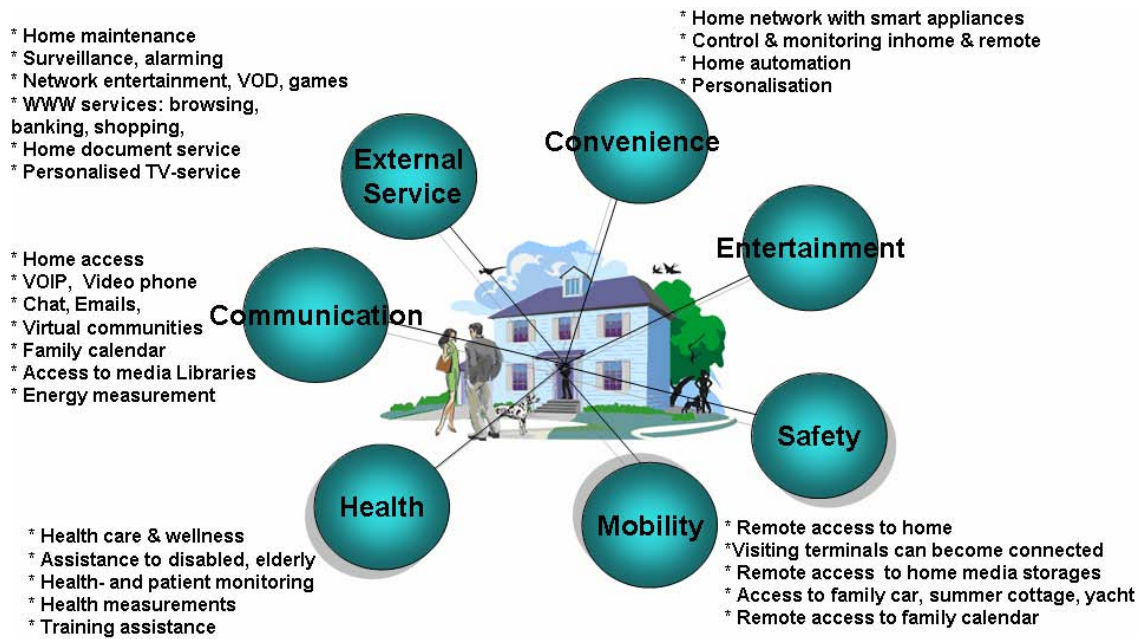 * Home maintenance
* Surveillance, alarming
* Network entertainment, VOD, games
* WWW services: browsing,
banking, shopping,
* Home document service
* Personalised TV-service
* Home network with smart appliances
* Control & monitoring inhome & remote
* Home automation
* Personalisation
External
Service
Convenience
Entertainment
* Home access
* VOIP, Video phone
* Chat, Emails,
* Virtual communities
* Family calendar
* Access to media Libraries
* Energy measurement
Communication
Safety
Health
Mobility
* Health care & wellness
* Assistance to disabled, elderly
* Health- and patient monitoring
* Health measurements
* Training assistance
* Remote access to home
*Visiting terminals can become connected
* Remote access to home media storages
* Access to family car, summer cottage, yacht
* Remote access to family calendar